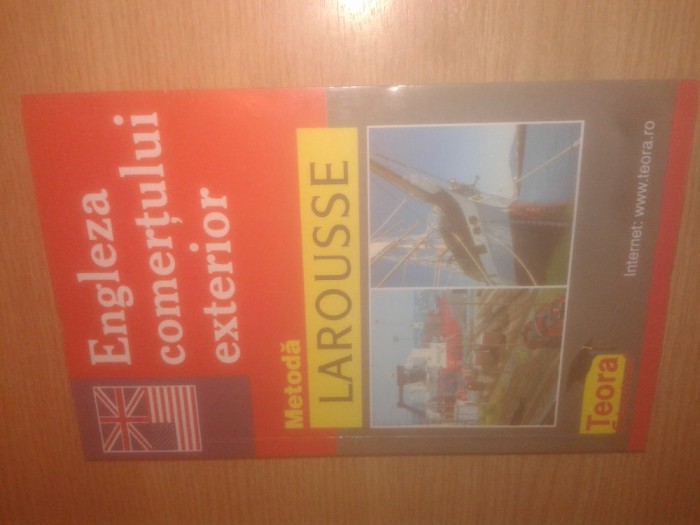 Engleza
comerțului
exterior
Metodă
LAROUSSE
Teora
Internet: www.teora.ro